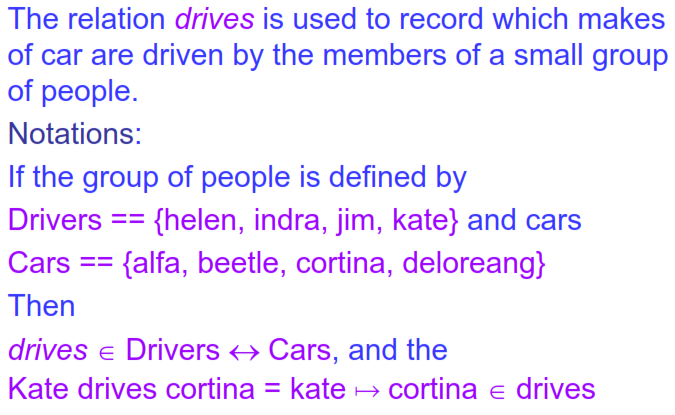 The relation drives is used to record which makes
of car are driven by the members of a small group
of people.
Notations:
If the group of people is defined by
Drivers == {helen, indra, jim, kate} and cars
Cars == {alfa, beetle, cortina, deloreang}
Then
drives ∈ Drivers ↔ Cars, and the
Kate drives cortina = kate ↦ cortina ∈ drives